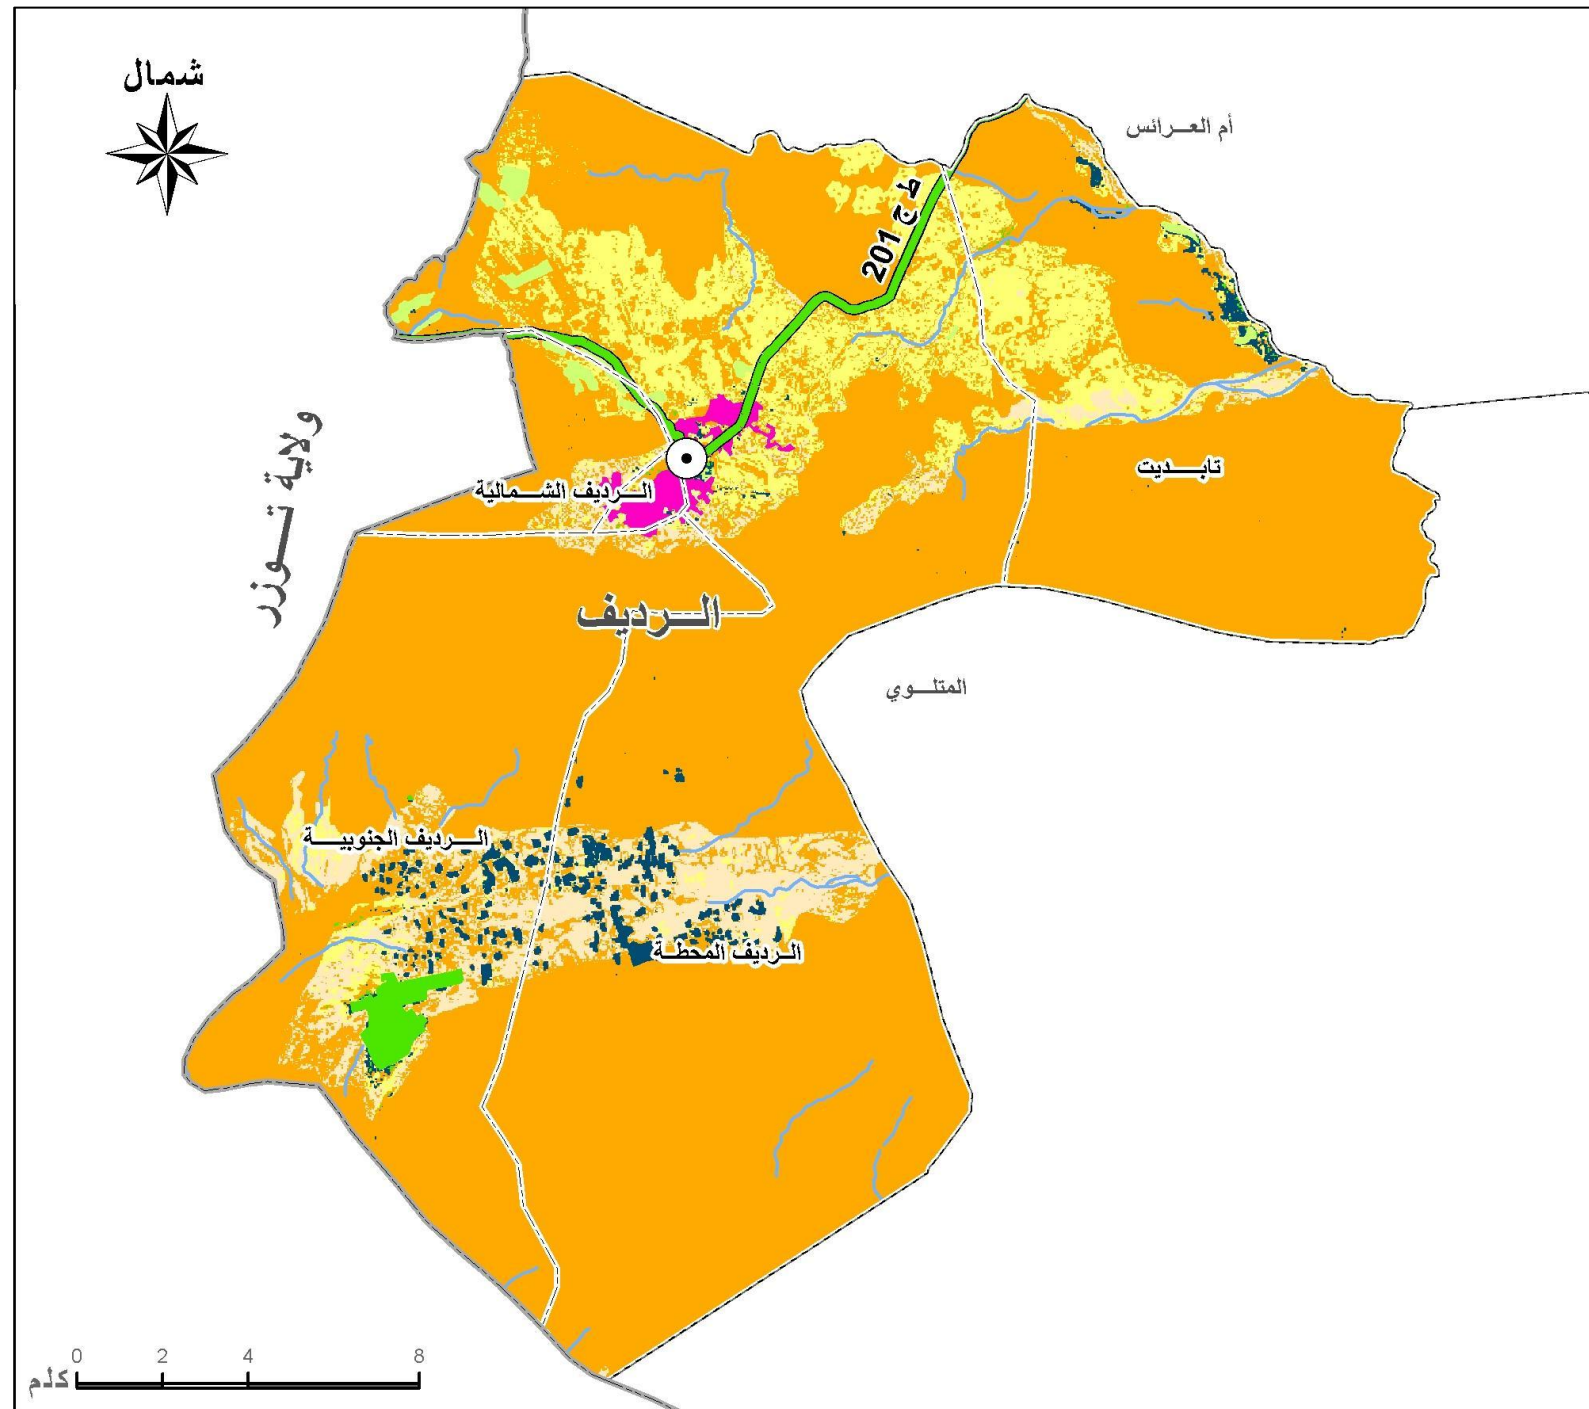 شمال
أم العرائس
ط ج 201
ولاية توزر
تابديت
الرديف الشمالية
الرديف
المتلوي
الرديف الجنوبية
الرديف المحطة
0 2 4 8
كلم